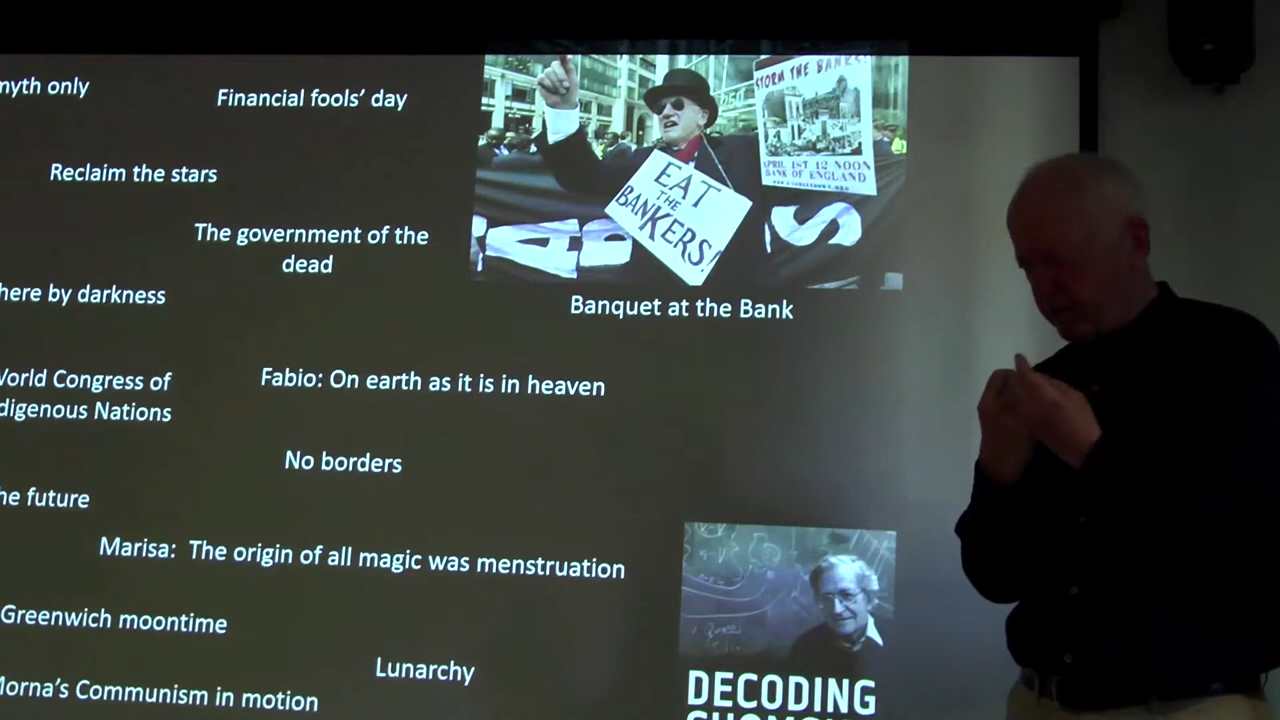 myth only
Financial fools' day
STORM THE BANKS!
APRIL 1ST 12 NOON
BANK OF ENGLAND
EAT
THE
BANKERS!
Reclaim the stars
The government of the
dead
here by darkness
Banquet at the Bank
World Congress of
digenous Nations
Fabio: On earth as it is in heaven
No borders
he future
Marisa: The origin of all magic was menstruation
Greenwich moontime
Lunarchy
Morna's Communism in motion
DECODING
CHOMSKY